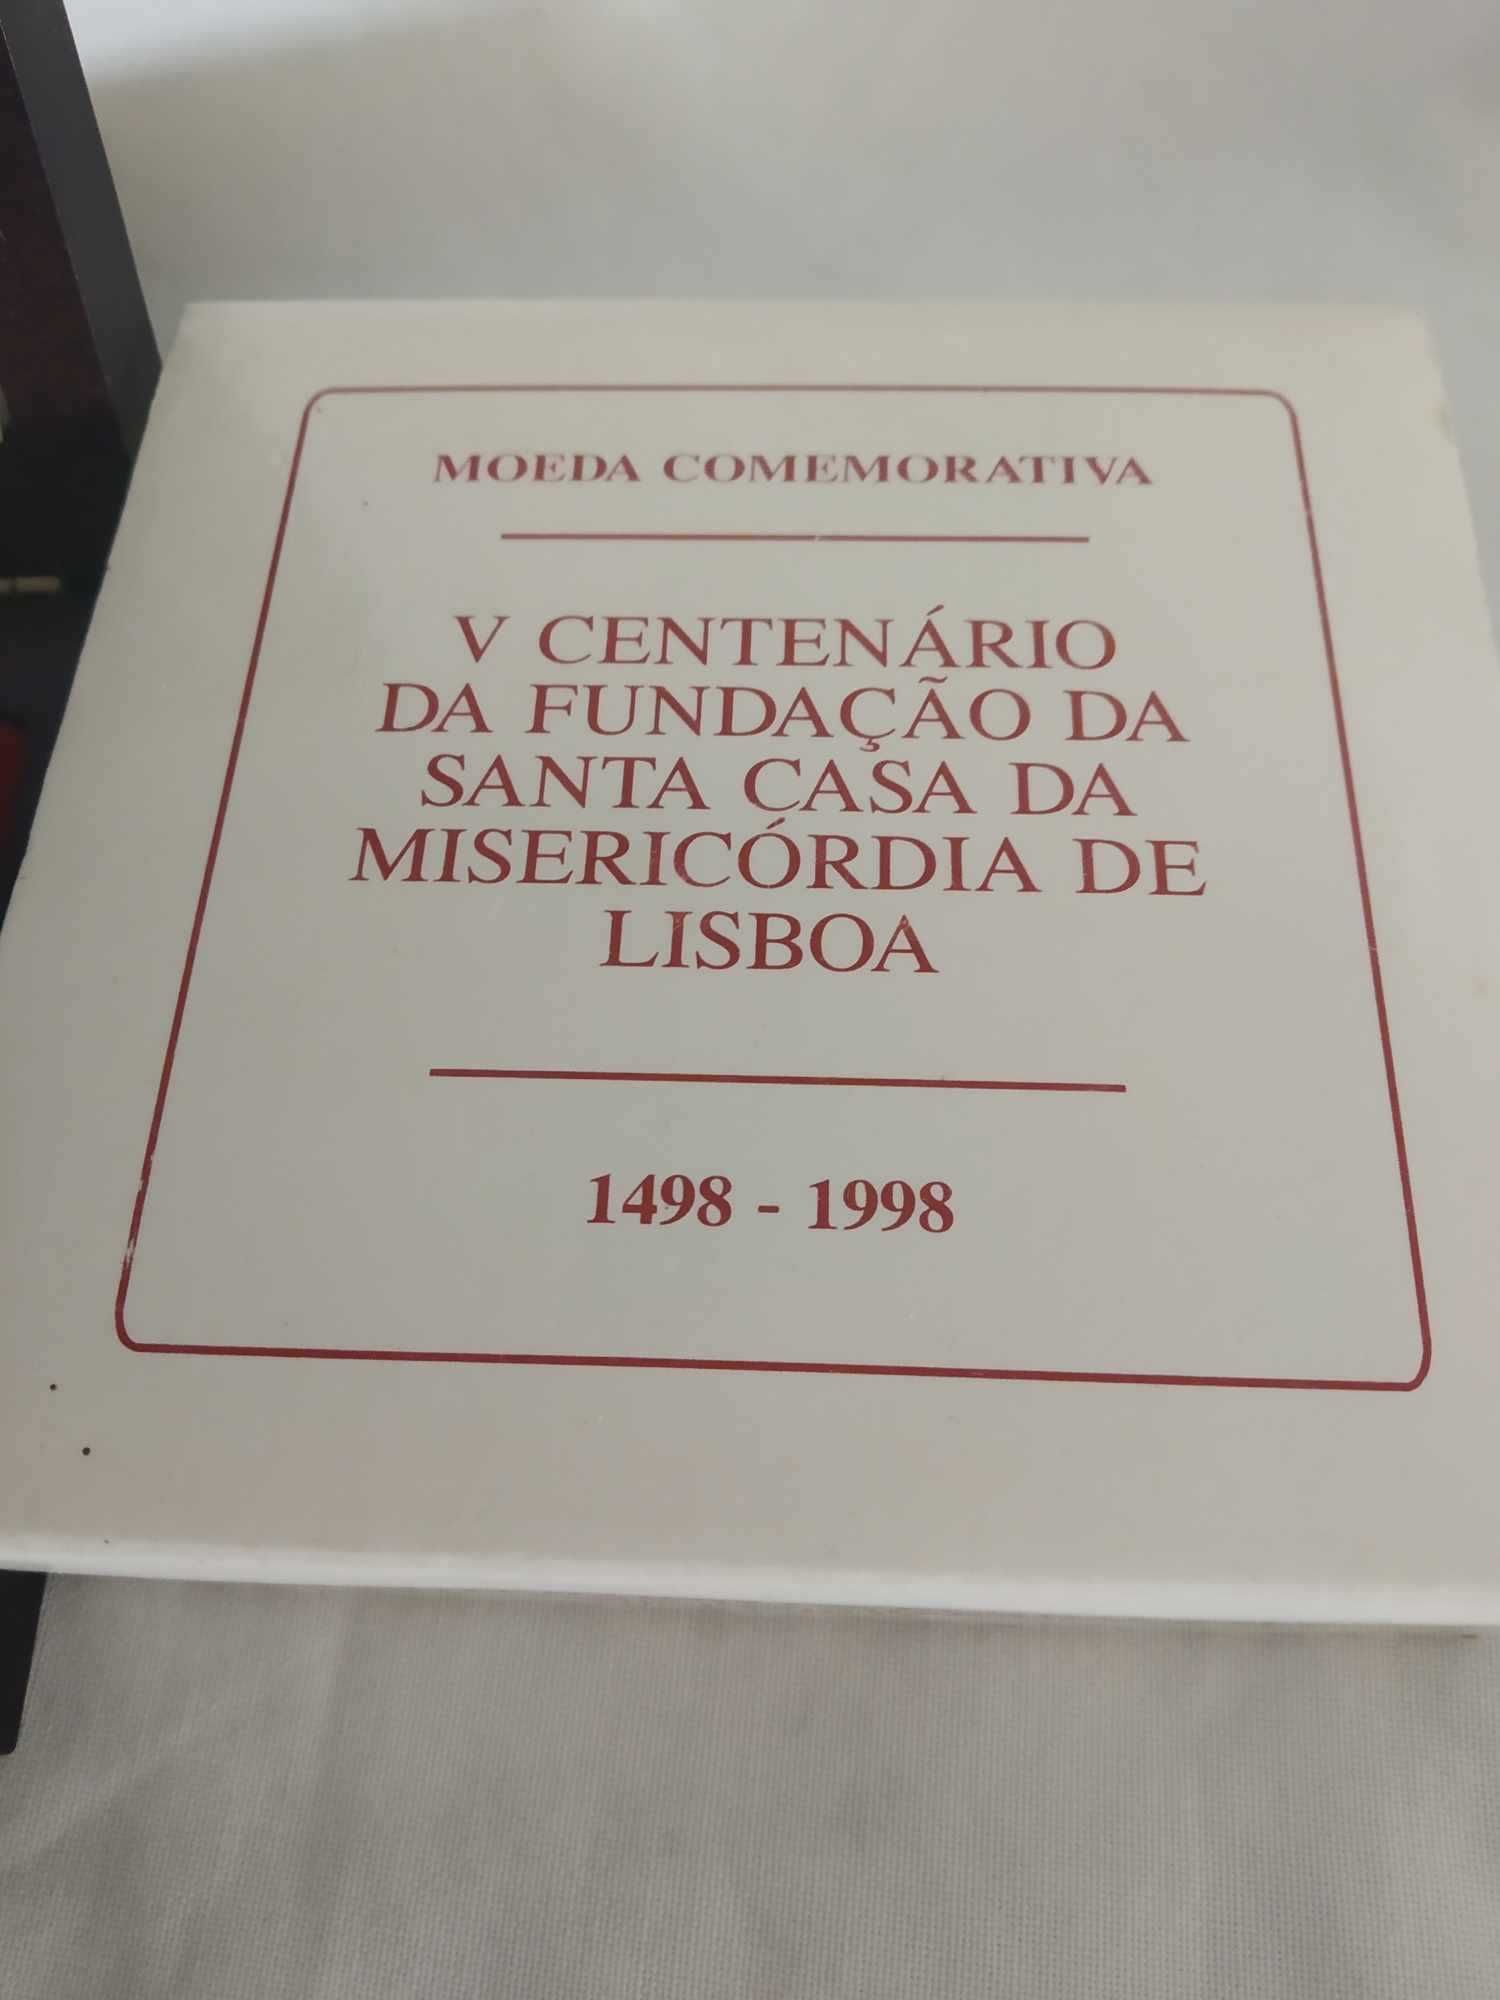 MOEDA COMEMORATIVA
V CENTENÁRIO
DA FUNDAÇÃO DA
SANTA CASA DA
MISERICÓRDIA DE
LISBOA
1498 - 1998